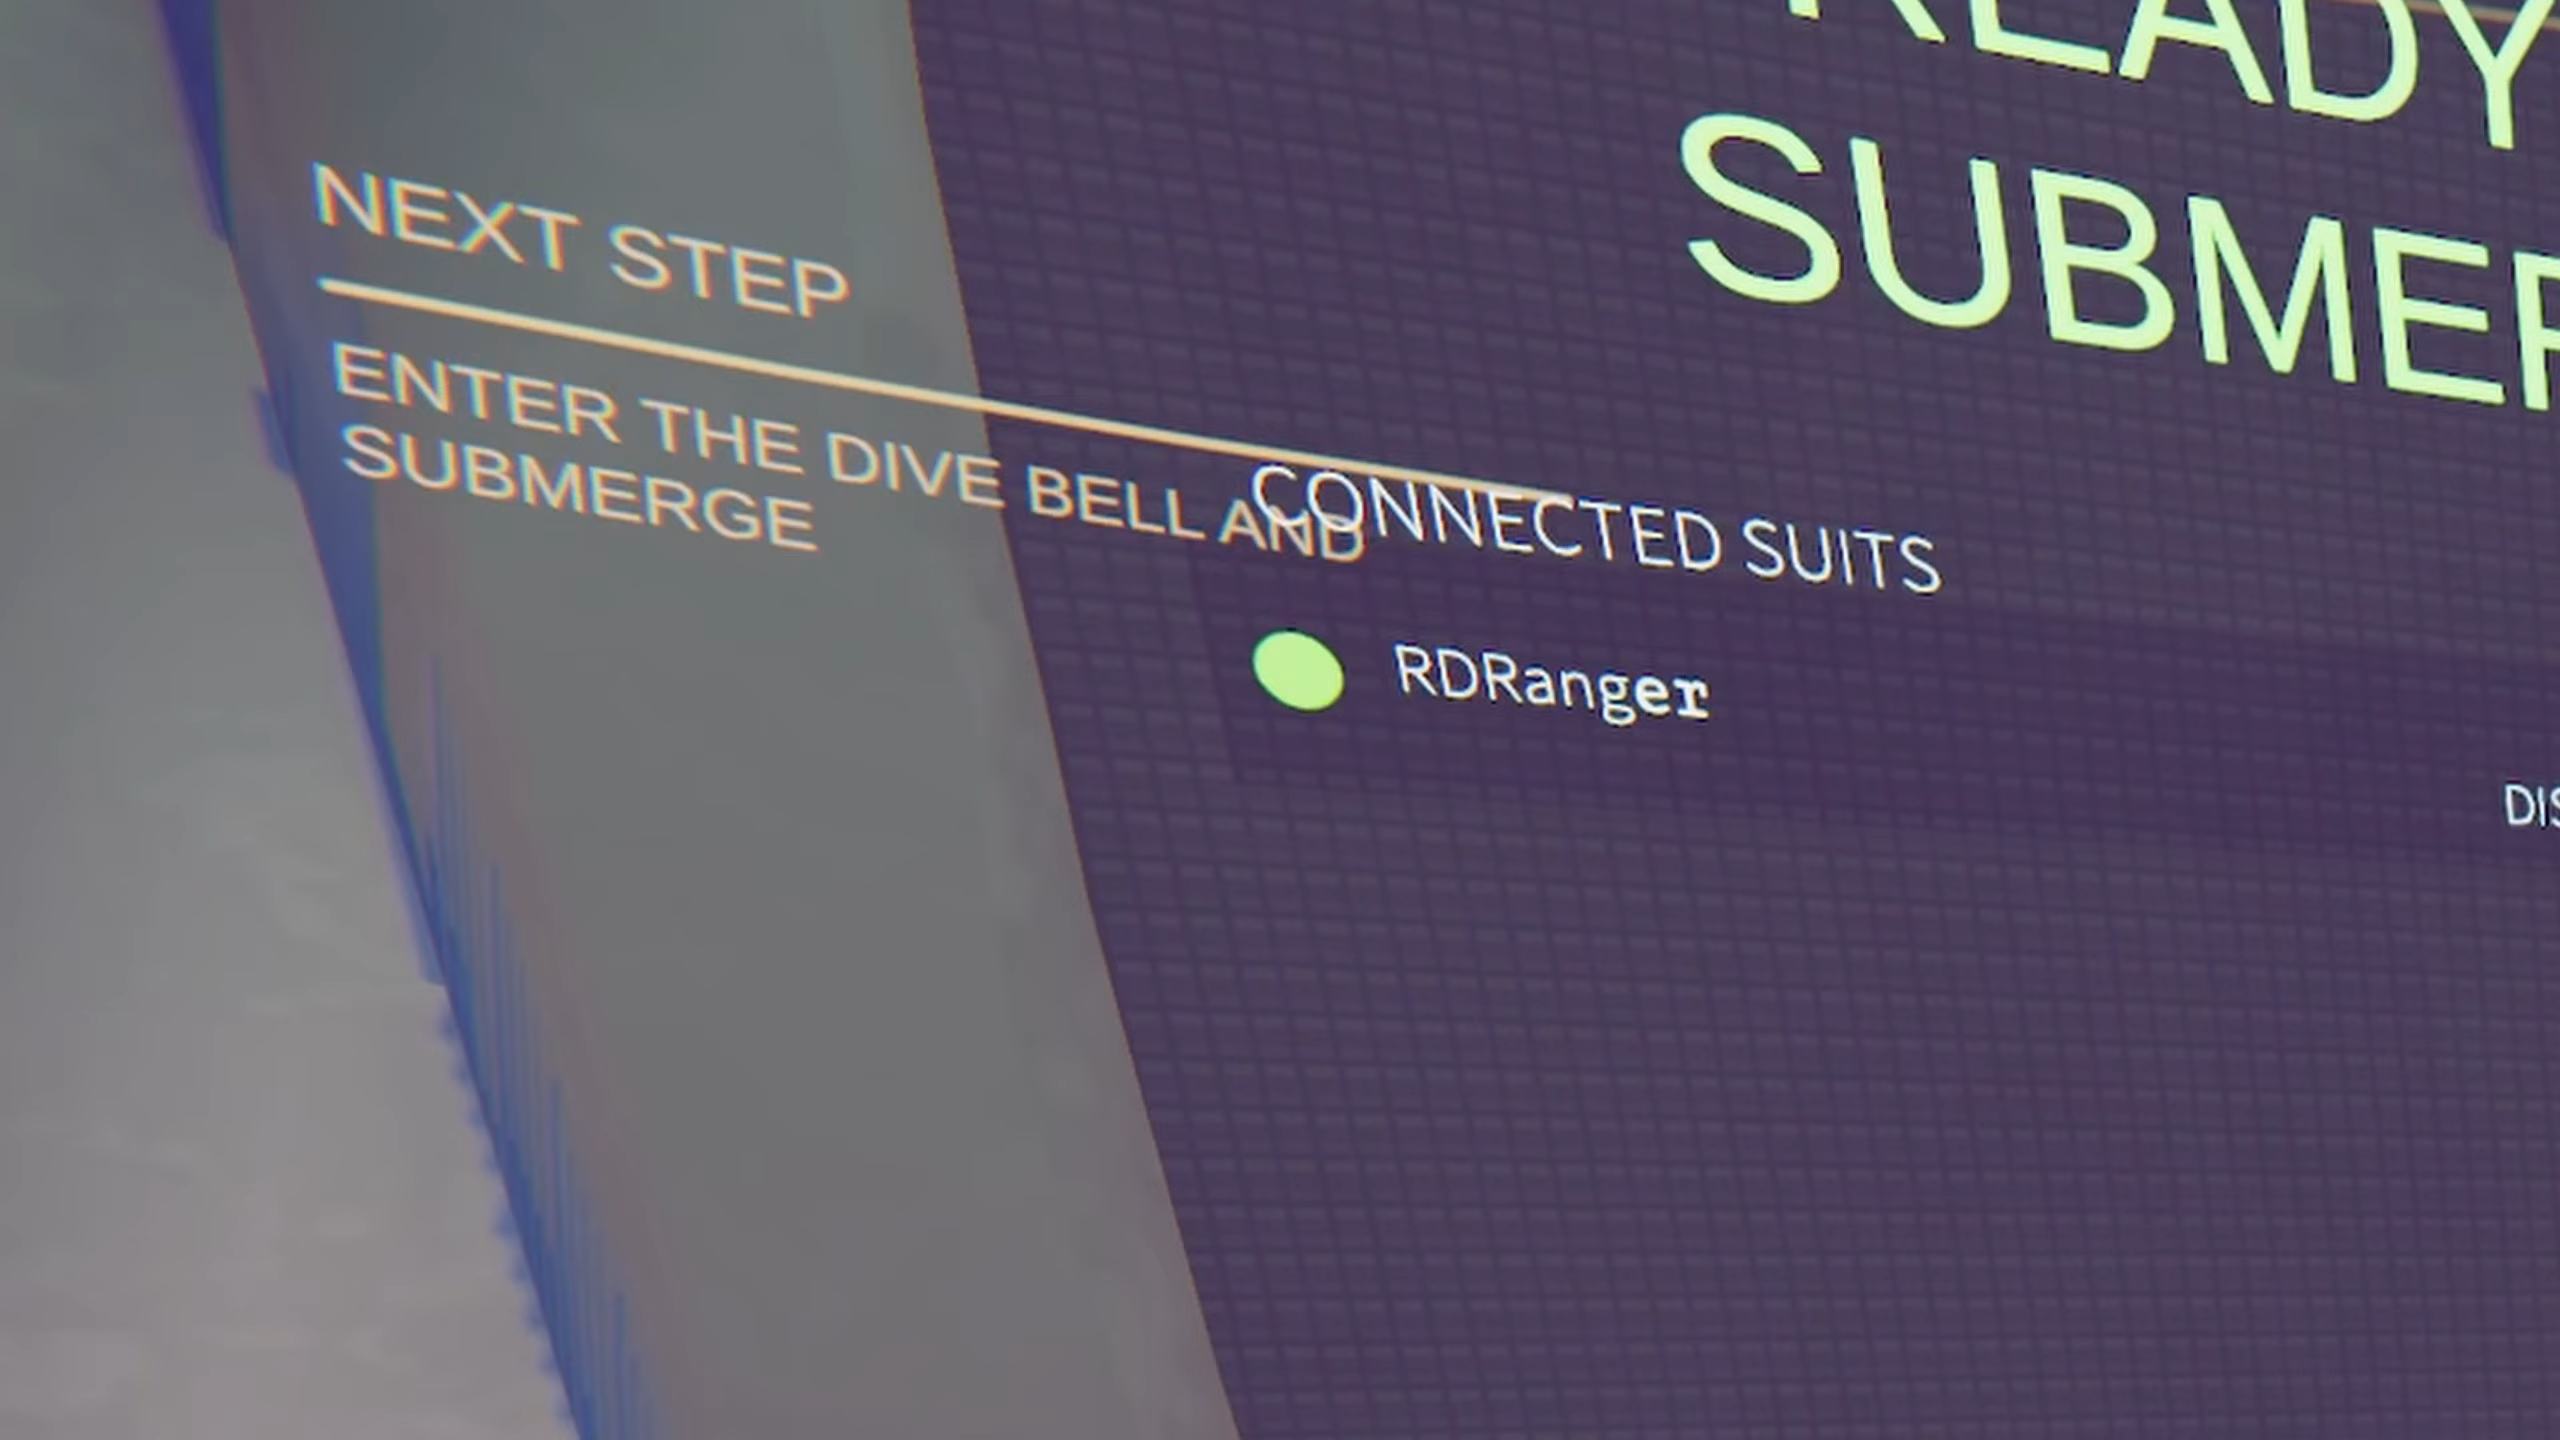 READY
SUBMER
NEXT STEP
ENTER THE DIVE BELL AND
SUBMERGE
CONNECTED SUITS
RDRanger
DIS